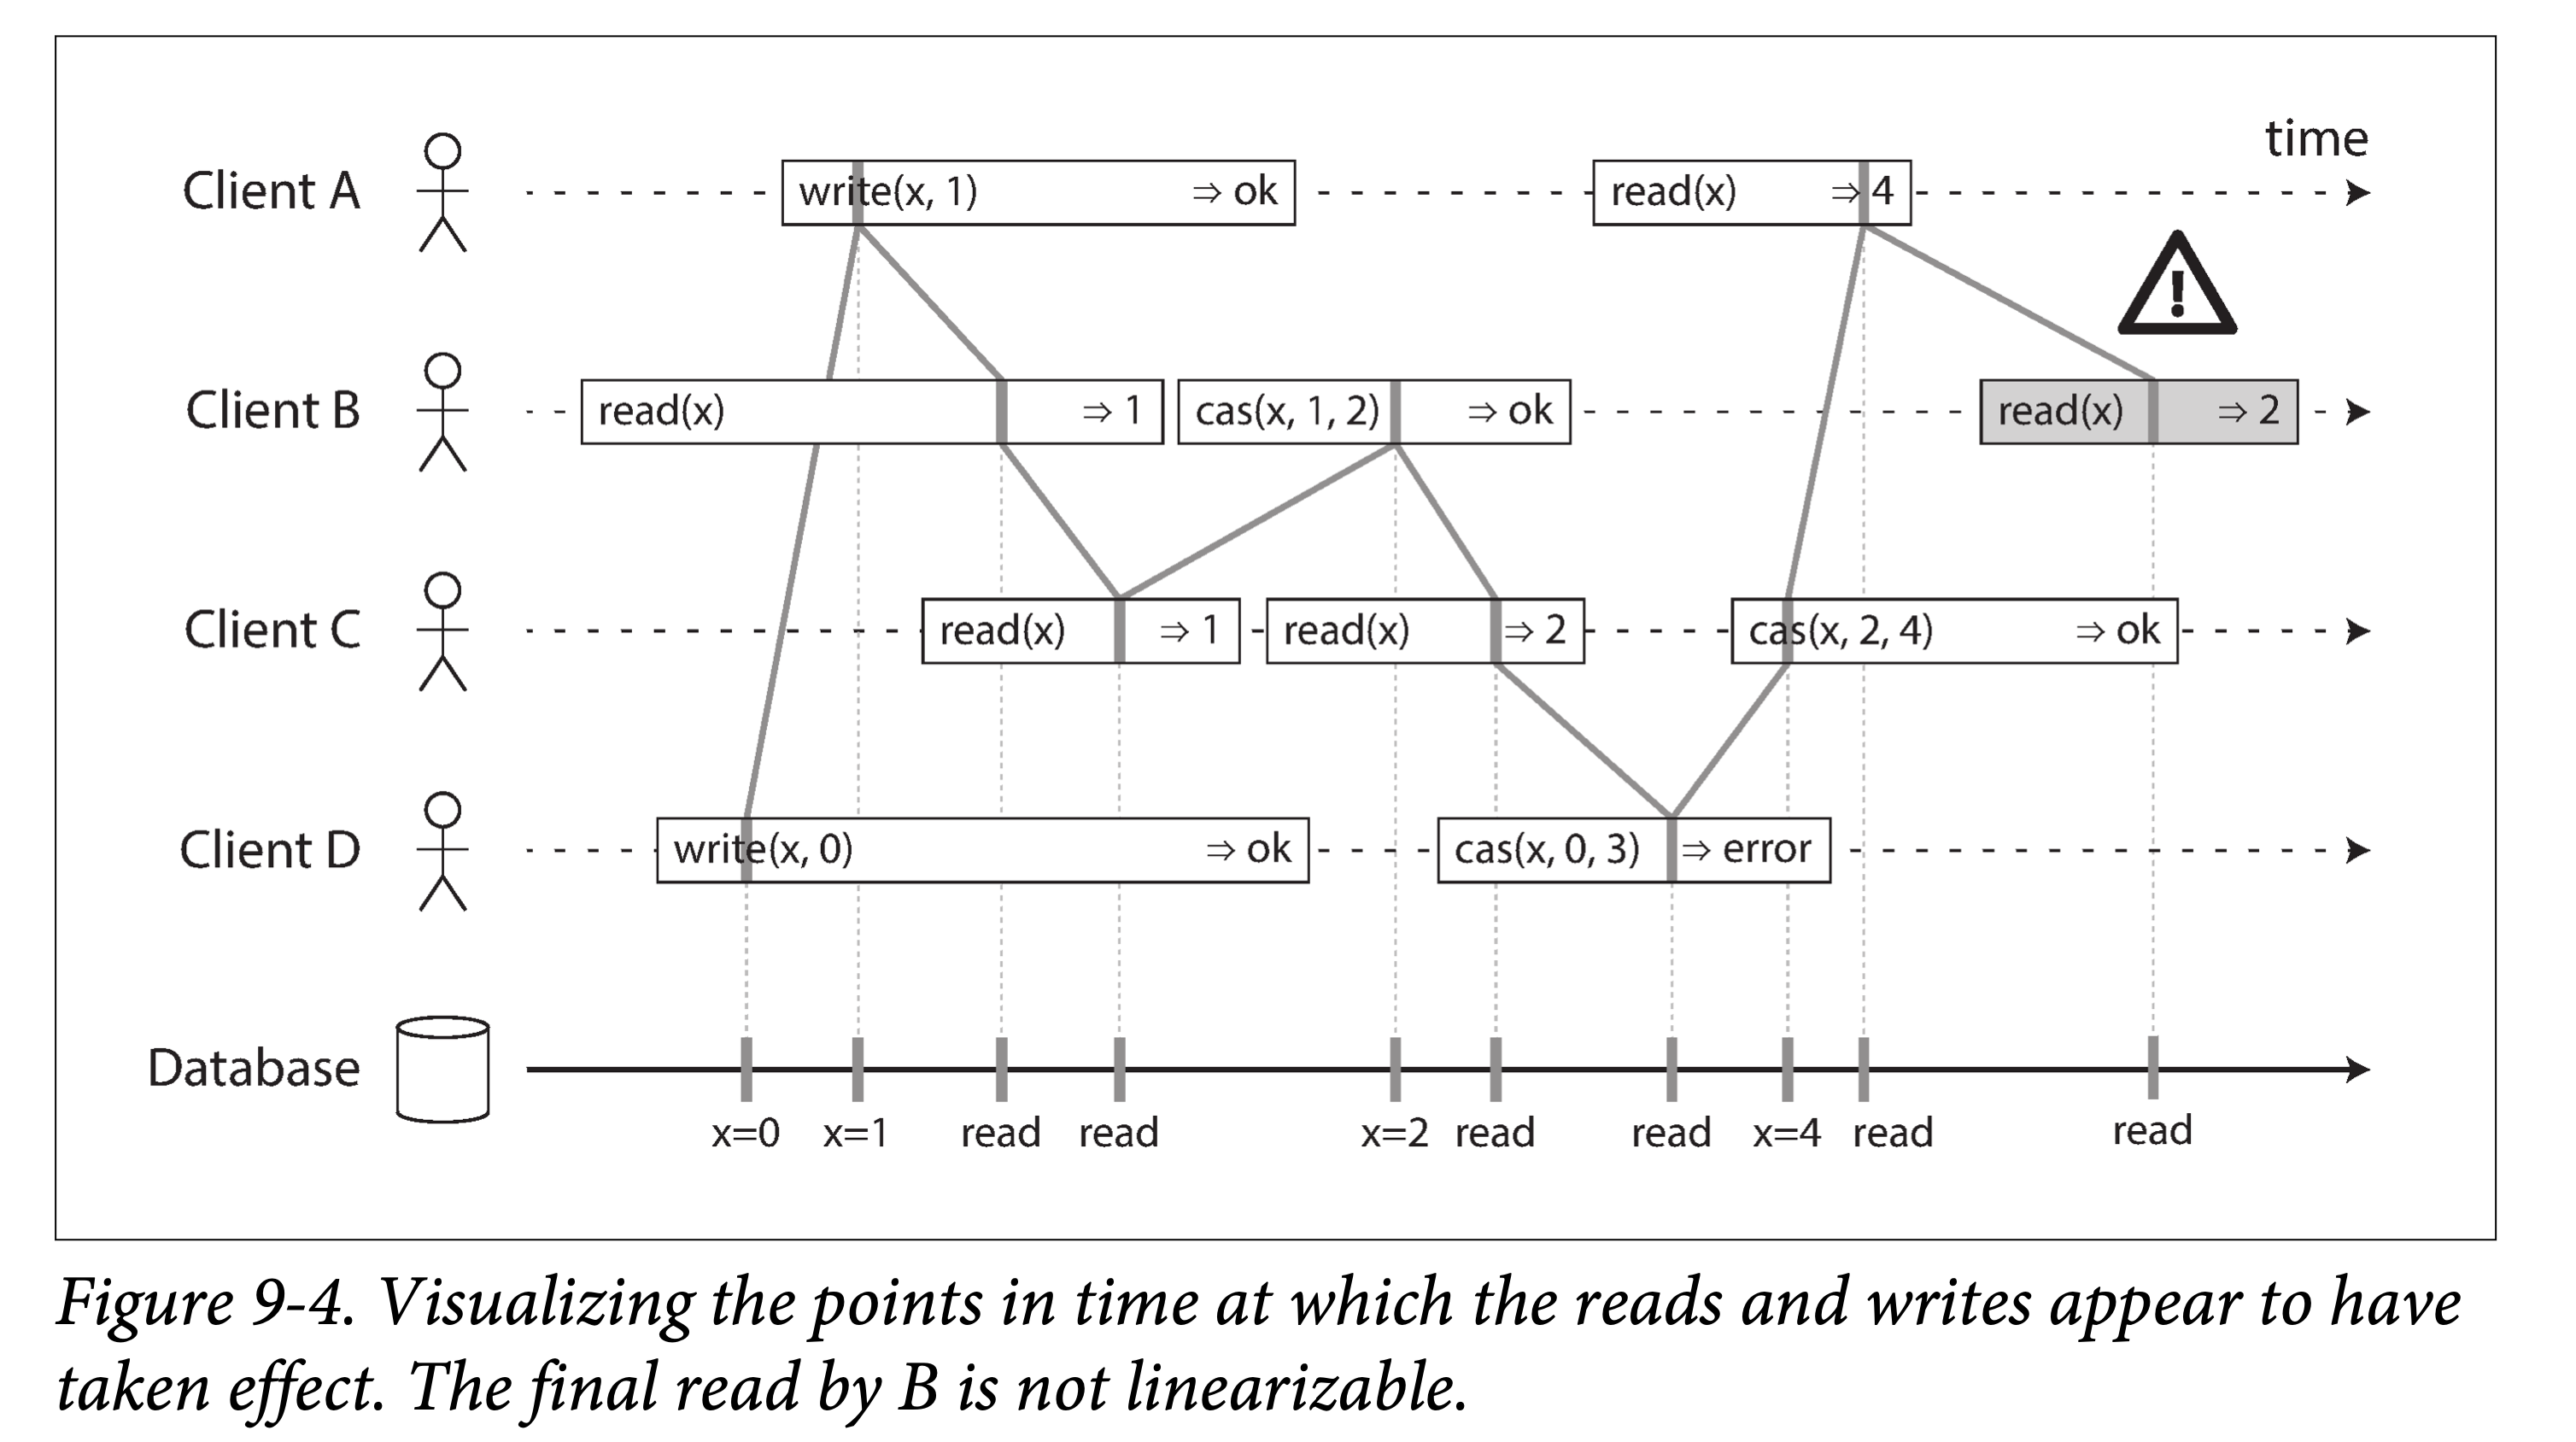 time
Client A
write(x, 1) ⇒ ok
read(x) ⇒ 4
!
Client B
read(x) ⇒ 1
cas(x, 1, 2) ⇒ ok
read(x) ⇒ 2
Client C
read(x) ⇒ 1
read(x) ⇒ 2
cas(x, 2, 4) ⇒ ok
Client D
write(x, 0) ⇒ ok
cas(x, 0, 3) ⇒ error
Database
x=0 x=1 read read x=2 read read x=4 read read
Figure 9-4. Visualizing the points in time at which the reads and writes appear to have
taken effect. The final read by B is not linearizable.